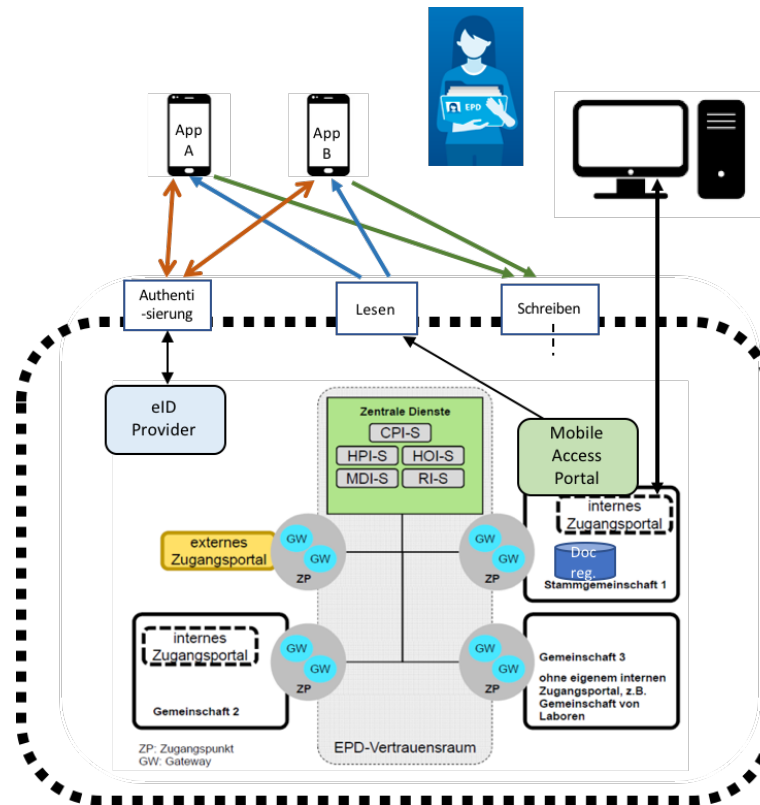 App
A
App
B
EPD
Authenti
-sierung
Lesen
Schreiben
eID
Provider
Zentrale Dienste
CPI-S
HPI-S
HOI-S
MDI-S
RI-S
Mobile
Access
Portal
internes
Zugangsportal
Doc
reg.
Stammgemeinschaft 1
externes
Zugangsportal
GW
GW
ZP
GW
GW
ZP
internes
Zugangsportal
Gemeinschaft 2
GW
GW
ZP
GW
GW
ZP
Gemeinschaft 3
ohne eigenem internen
Zugangsportal, z.B.
Gemeinschaft von
Laboren
ZP: Zugangspunkt
GW: Gateway
EPD-Vertrauensraum